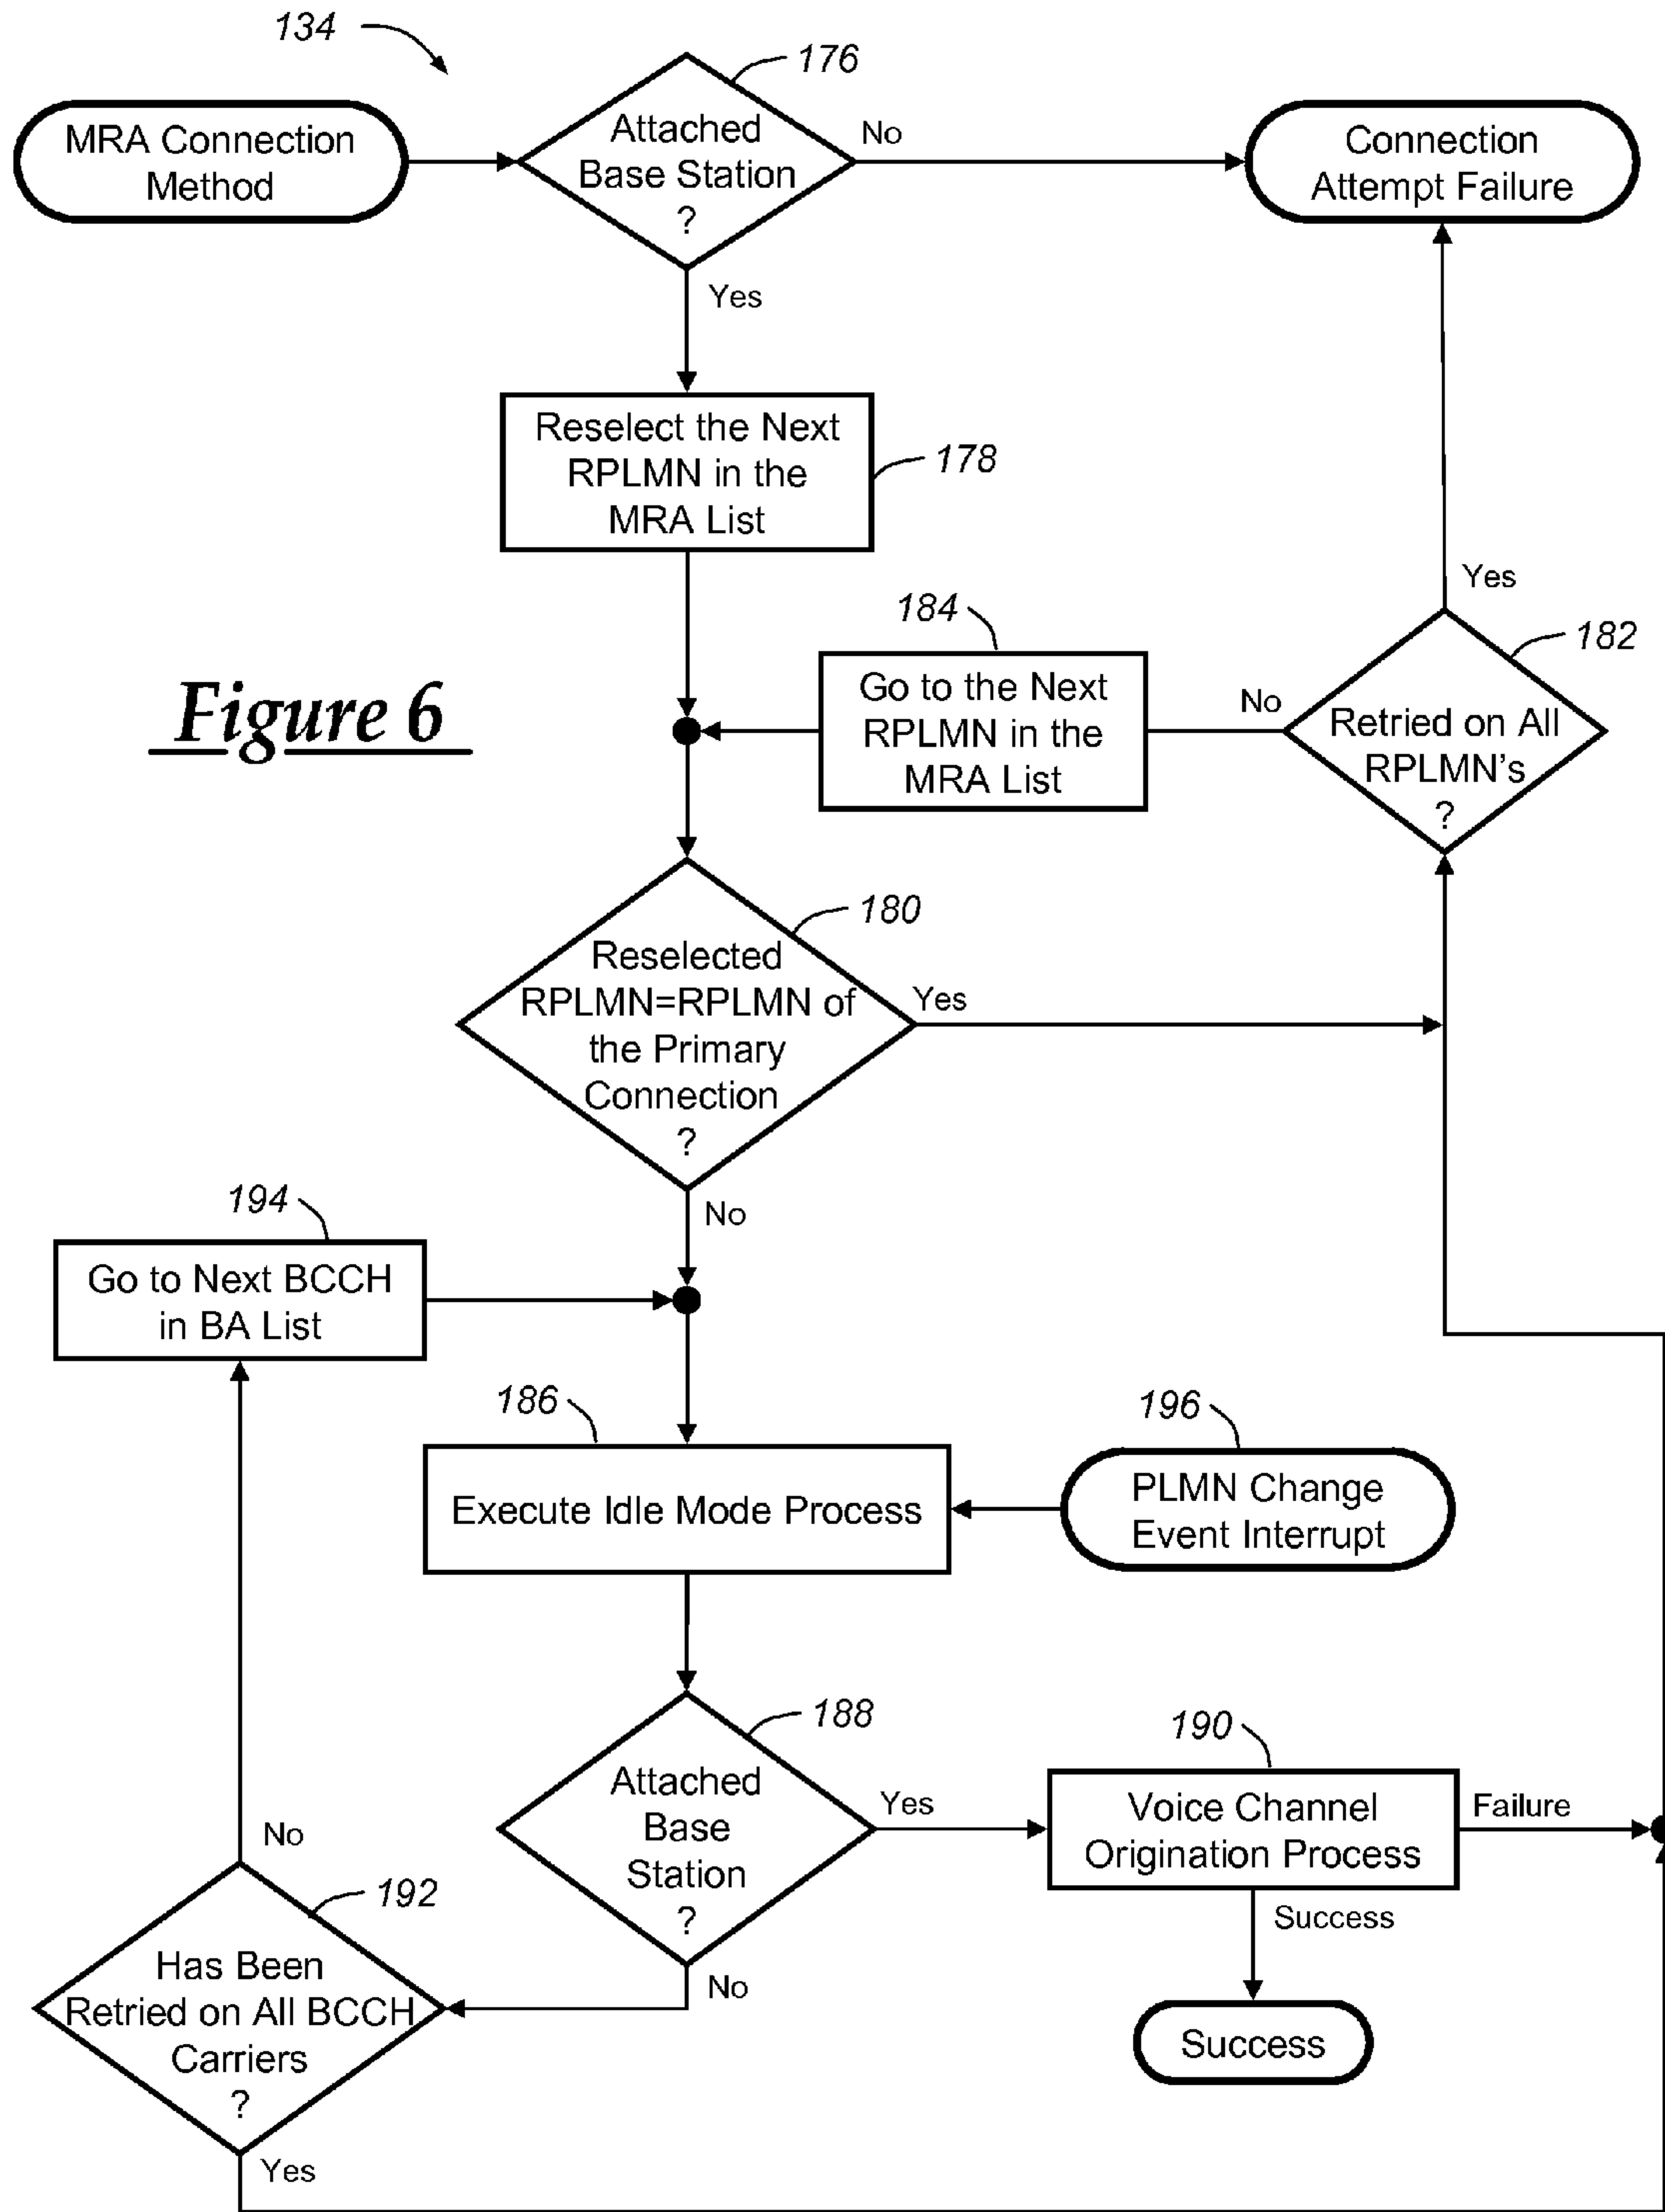 134
176
MRA Connection
Method
Attached
Base Station
?
No
Connection
Attempt Failure
Yes
Reselect the Next
RPLMN in the
MRA List
178
Yes
184
182
Figure 6
Go to the Next
RPLMN in the
MRA List
No
Retried on All
RPLMN's
?
180
Reselected
RPLMN=RPLMN of
the Primary
Connection
?
Yes
194
No
Go to Next BCCH
in BA List
186
196
Execute Idle Mode Process
PLMN Change
Event Interrupt
188
190
Attached
Base
Station
?
Yes
Voice Channel
Origination Process
Failure
No
192
Success
Has Been
Retried on All BCCH
Carriers
?
No
Success
Yes